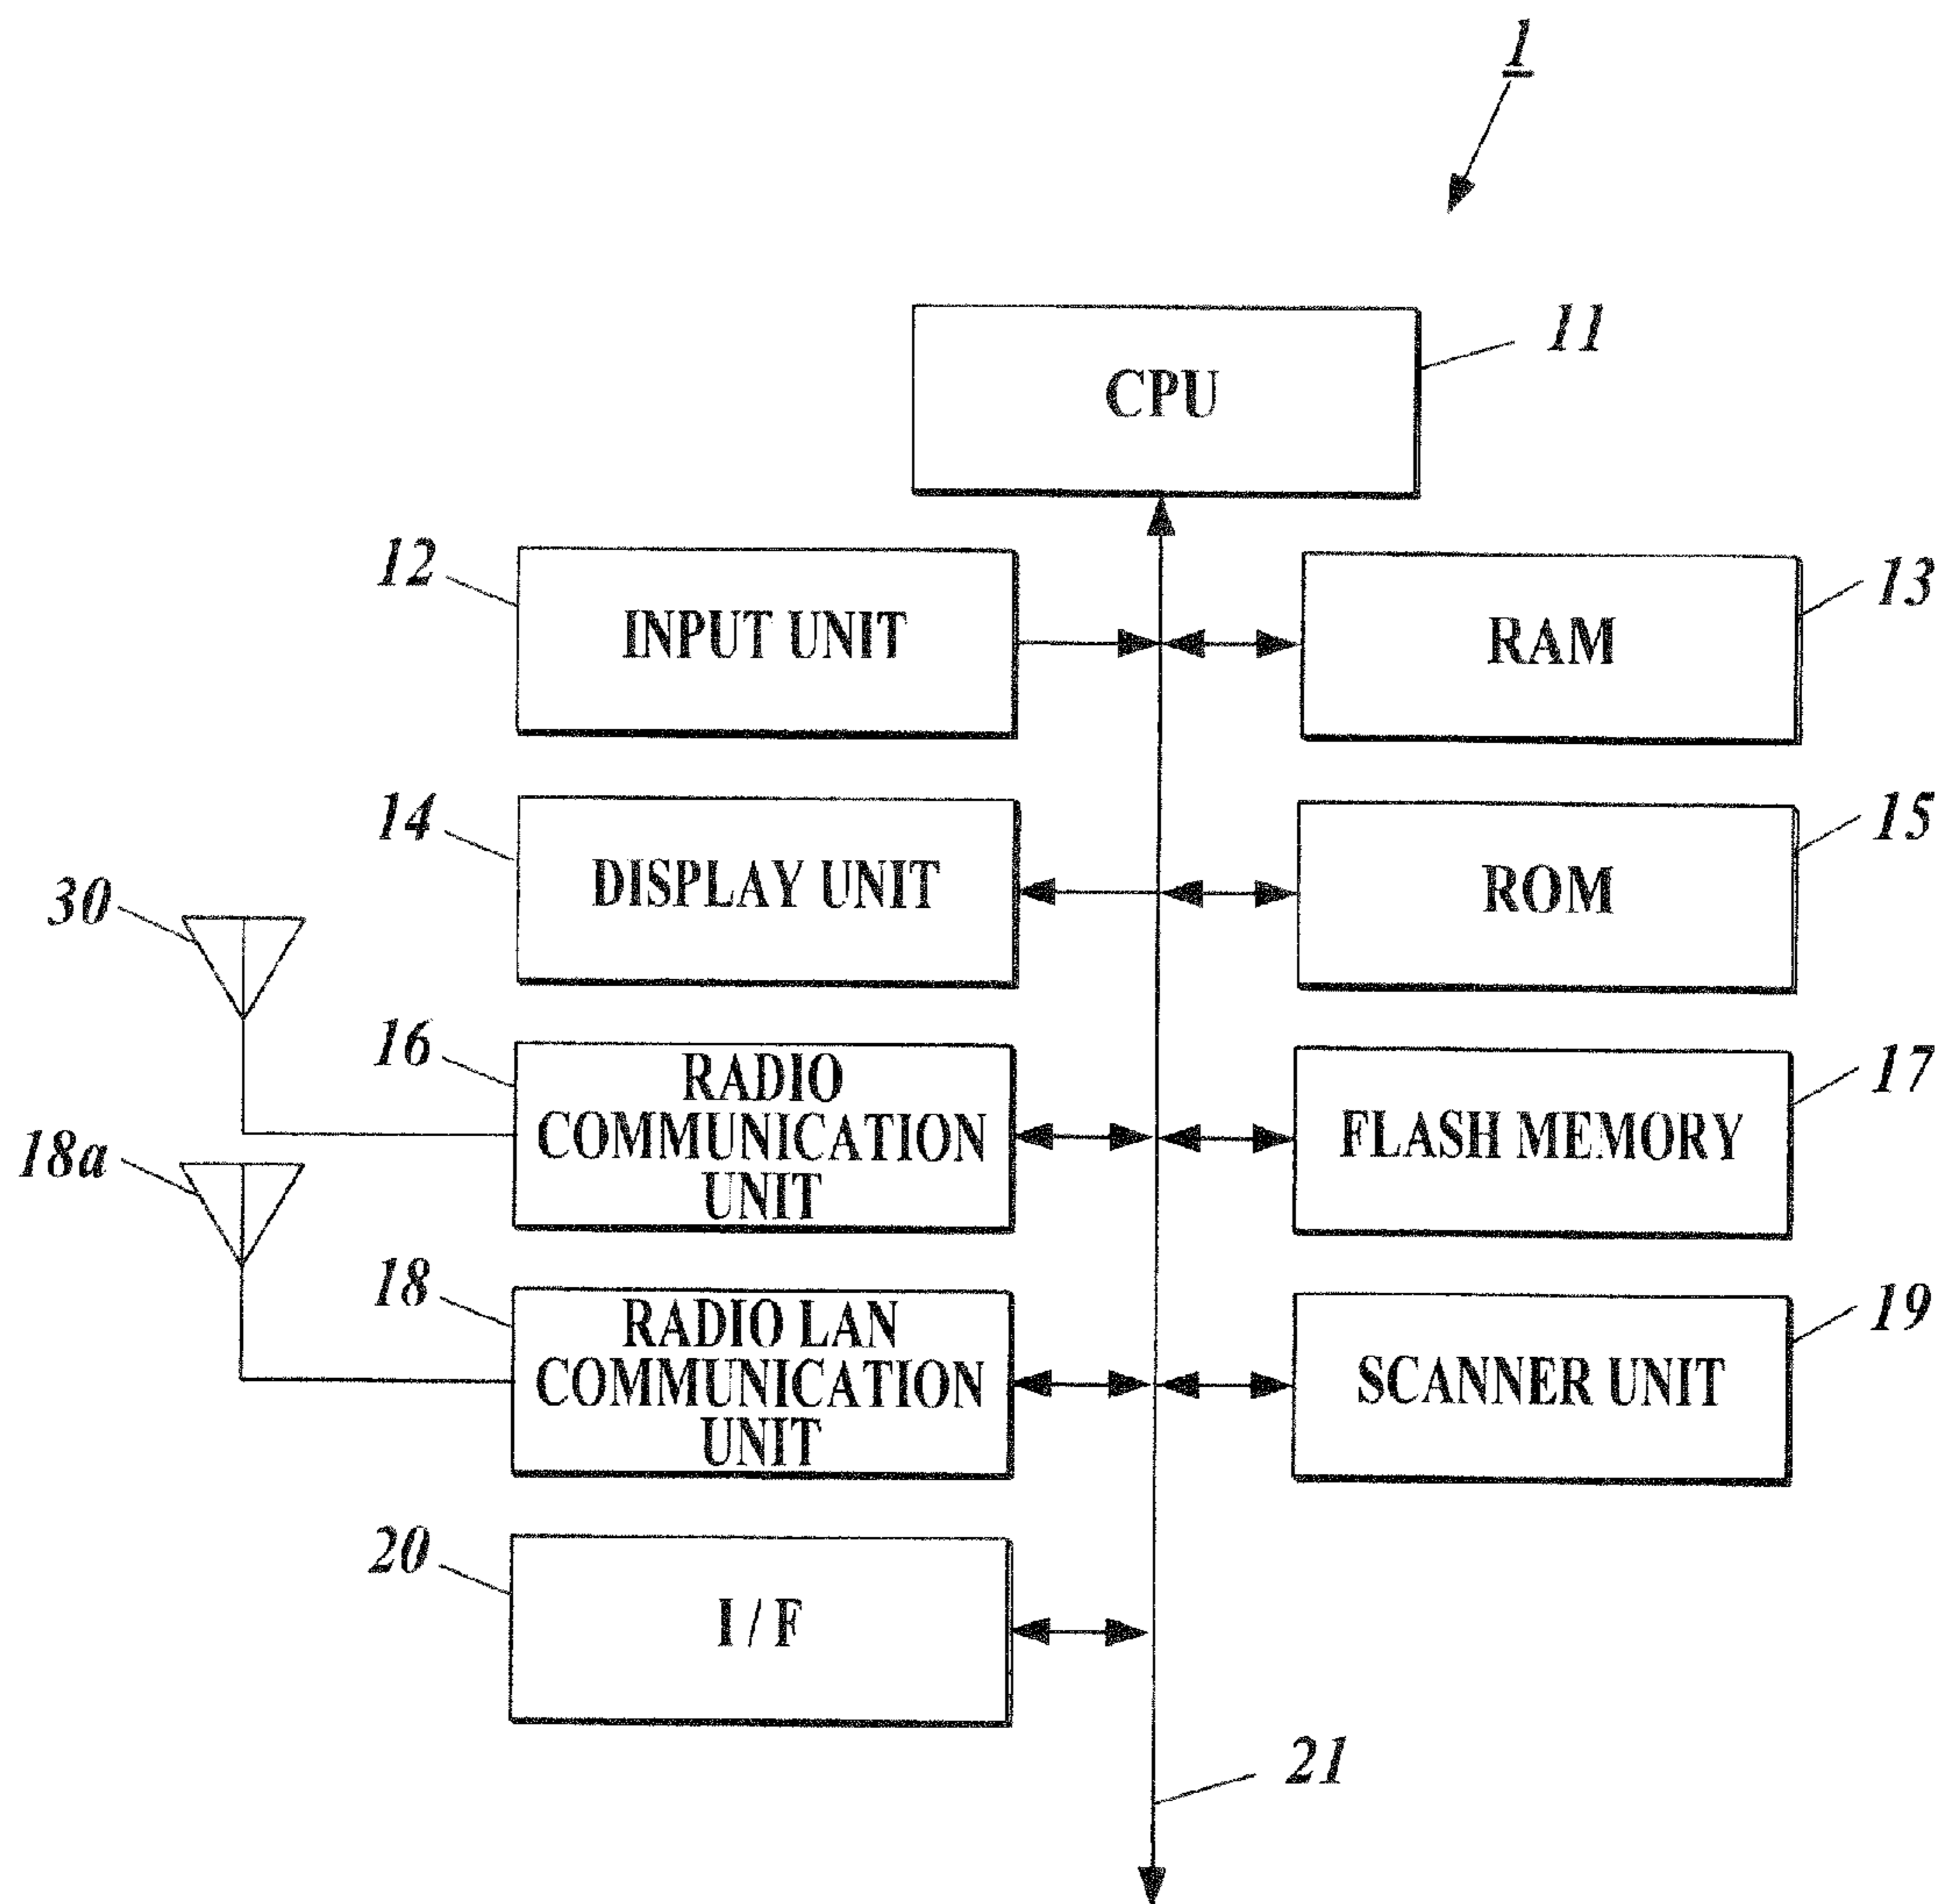 1
11
CPU
12
INPUT UNIT
13
RAM
14
DISPLAY UNIT
15
ROM
30
16
RADIO
COMMUNICATION
UNIT
17
FLASH MEMORY
18a
18
RADIO LAN
COMMUNICATION
UNIT
19
SCANNER UNIT
20
I / F
21